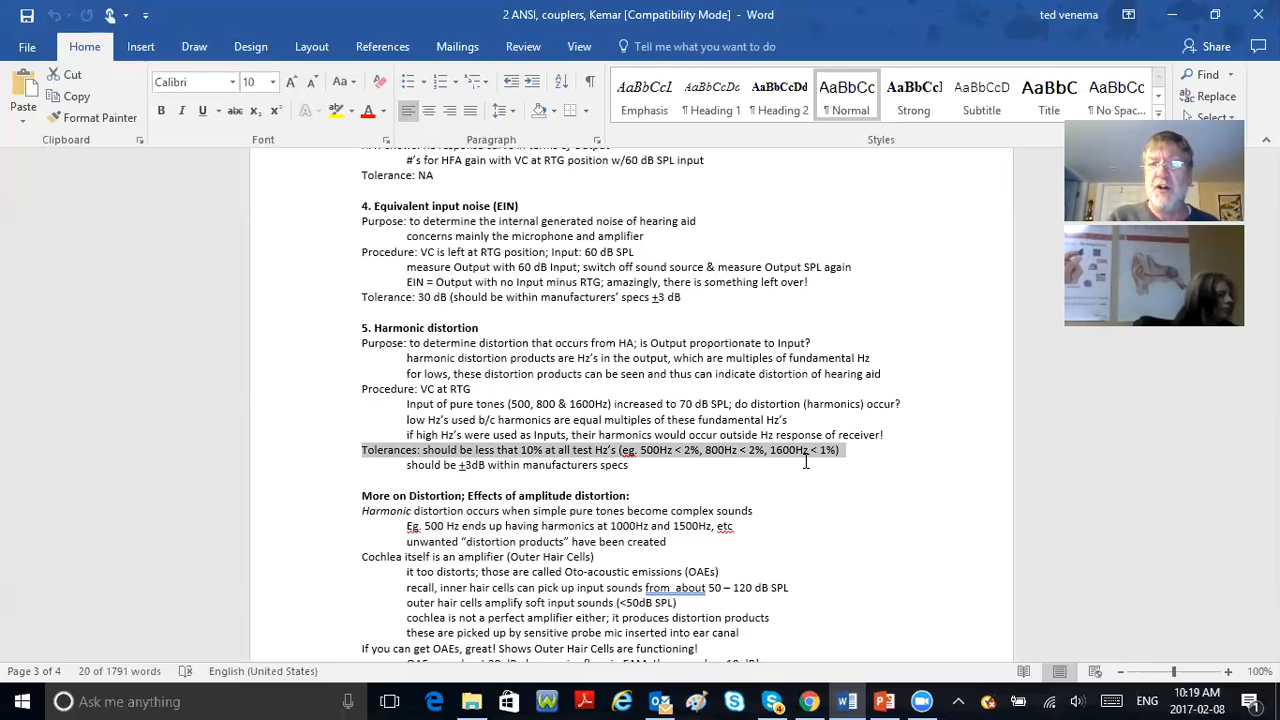 2 ANSI, couplers, Kemar [Compatibility Mode] - Word
ted venema
File Home Insert Draw Design Layout References Mailings Review View Tell me what you want to do Share
Cut
Copy
Format Painter
Paste
Clipboard
Calibri 10
Font
Paragraph
AaBbCcL AaBbCcDc AaBbCcDd AaBbCc AaBbCcl AaBbCcD AaBbCc AaBbCc
Emphasis ¶ Heading 1 ¶ Heading 2 ¶ Normal Strong Subtitle Title ¶ No Spac...
Styles
Find
Replace
Select
#'s for HFA gain with VC at RTG position w/60 dB SPL input
Tolerance: NA
4. Equivalent input noise (EIN)
Purpose: to determine the internal generated noise of hearing aid
concerns mainly the microphone and amplifier
Procedure: VC is left at RTG position; Input: 60 dB SPL
measure Output with 60 dB Input; switch off sound source & measure Output SPL again
EIN = Output with no Input minus RTG; amazingly, there is something left over!
Tolerance: 30 dB (should be within manufacturers' specs +3 dB
5. Harmonic distortion
Purpose: to determine distortion that occurs from HA; is Output proportionate to Input?
harmonic distortion products are Hz's in the output, which are multiples of fundamental Hz
for lows, these distortion products can be seen and thus can indicate distortion of hearing aid
Procedure: VC at RTG
Input of pure tones (500, 800 & 1600Hz) increased to 70 dB SPL; do distortion (harmonics) occur?
low Hz's used b/c harmonics are equal multiples of these fundamental Hz's
if high Hz's were used as Inputs, their harmonics would occur outside Hz response of receiver!
Tolerances: should be less that 10% at all test Hz's (eg. 500Hz < 2%, 800Hz < 2%, 1600Hz < 1%)
should be +3dB within manufacturers specs
More on Distortion; Effects of amplitude distortion:
Harmonic distortion occurs when simple pure tones become complex sounds
Eg. 500 Hz ends up having harmonics at 1000Hz and 1500Hz, etc
unwanted "distortion products" have been created
Cochlea itself is an amplifier (Outer Hair Cells)
it too distorts; those are called Oto-acoustic emissions (OAEs)
recall, inner hair cells can pick up input sounds from about 50 – 120 dB SPL
outer hair cells amplify soft input sounds (<50dB SPL)
cochlea is not a perfect amplifier either; it produces distortion products
these are picked up by sensitive probe mic inserted into ear canal
If you can get OAEs, great! Shows Outer Hair Cells are functioning!
Page 3 of 4 20 of 1791 words English (United States) 100%
Ask me anything
ENG
10:19 AM
2017-02-08